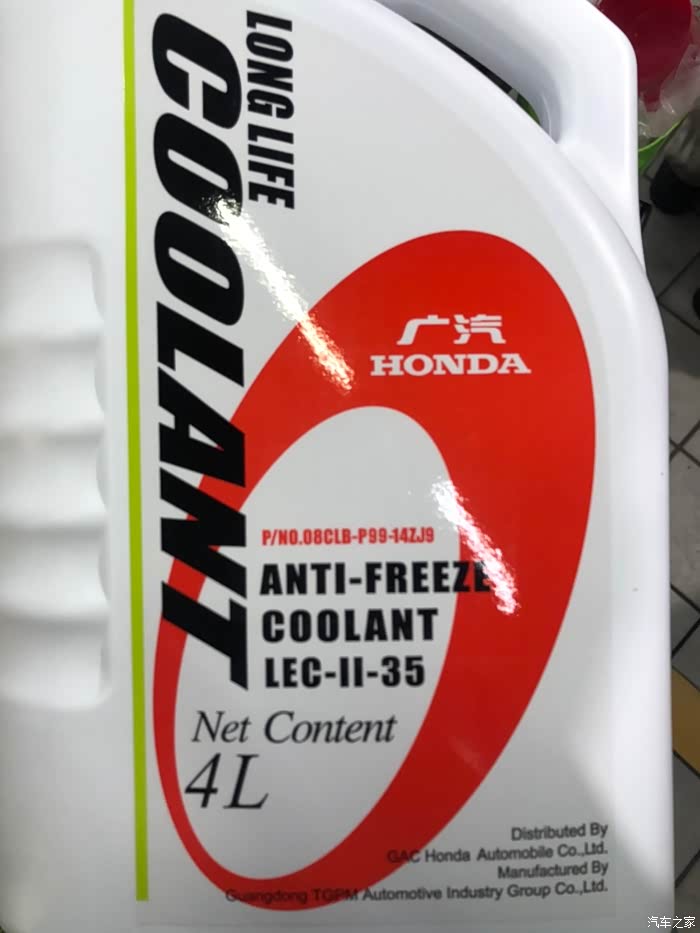 LONG LIFE
COOLANT
广汽
HONDA
P/NO.08CLB-P99-14ZJ9
ANTI-FREEZE
COOLANT
LEC-II-35
Net Content
4L
Distributed By
GAC Honda Automobile Co.,Ltd.
Manufactured By
Guangdong TGPM Automotive Industry Group Co.,Ltd.
汽车之家